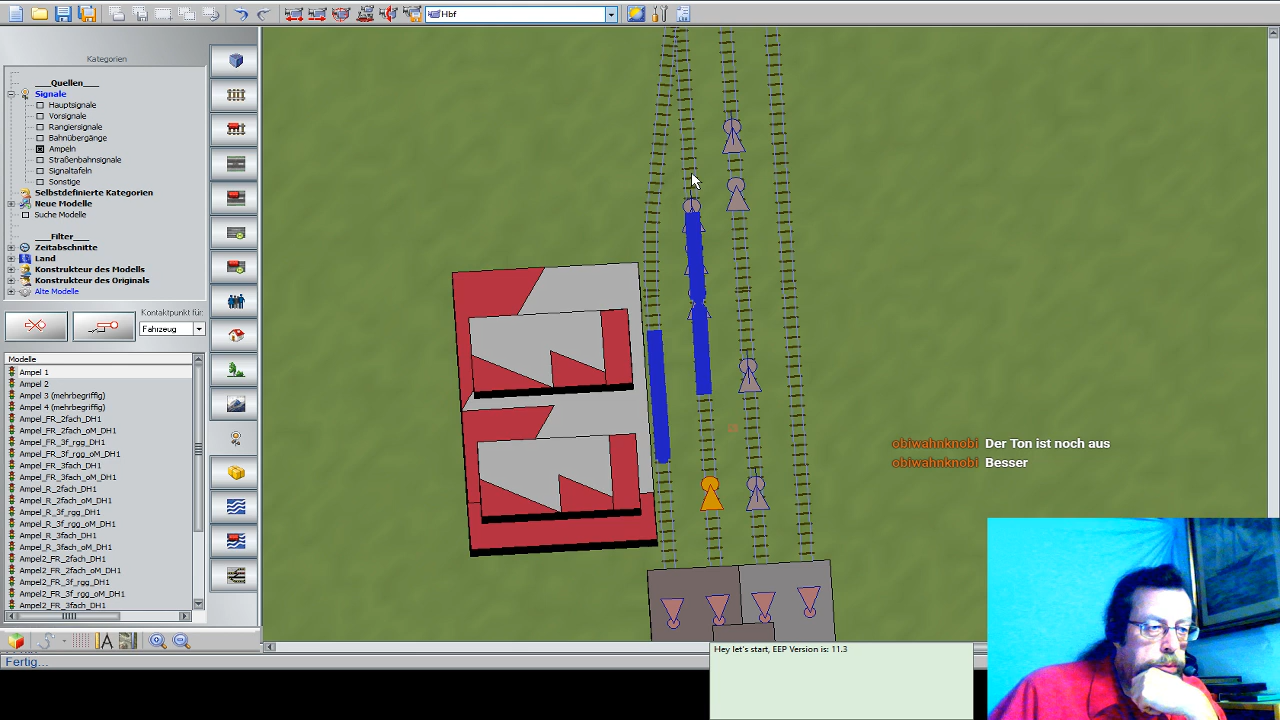 Hbf
Kategorien
___Quellen___
Signale
Hauptsignale
Vorsignale
Rangiersignale
Bahnübergänge
Ampeln
Straßenbahnsignale
Signaltafeln
Sonstige
Selbstdefinierte Kategorien
Neue Modelle
Suche Modelle
___Filter___
Zeitabschnitte
Land
Konstrukteur des Modells
Konstrukteur des Originals
Alte Modelle
Kontaktpunkt für:
Fahrzeug
Modelle
Ampel 1
Ampel 2
Ampel 3 (mehrbegriffig)
Ampel 4 (mehrbegriffig)
Ampel_FR_2fach_DH1
Ampel_FR_2fach_oM_DH1
Ampel_FR_3f_rgg_DH1
Ampel_FR_3f_rgg_oM_DH1
Ampel_FR_3fach_DH1
Ampel_FR_3fach_oM_DH1
Ampel_R_2fach_DH1
Ampel_R_2fach_oM_DH1
Ampel_R_3f_rgg_DH1
Ampel_R_3f_rgg_oM_DH1
Ampel_R_3fach_DH1
Ampel_R_3fach_oM_DH1
Ampel2_FR_2fach_DH1
Ampel2_FR_2fach_oM_DH1
Ampel2_FR_3f_rgg_DH1
Ampel2_FR_3f_rgg_oM_DH1
Ampel2_FR_3fach_DH1
Fertig...
obiwahnknobi Der Ton ist noch aus
obiwahnknobi Besser
Hey let's start, EEP Version is: 11.3